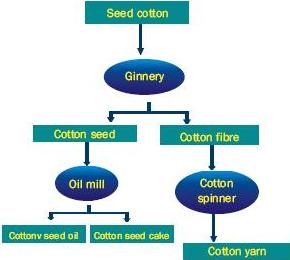 Seed cotton
Ginnery
Cotton seed
Cotton fibre
Oil mill
Cotton
spinner
Cottonv seed oil
Cotton seed cake
Cotton yarn